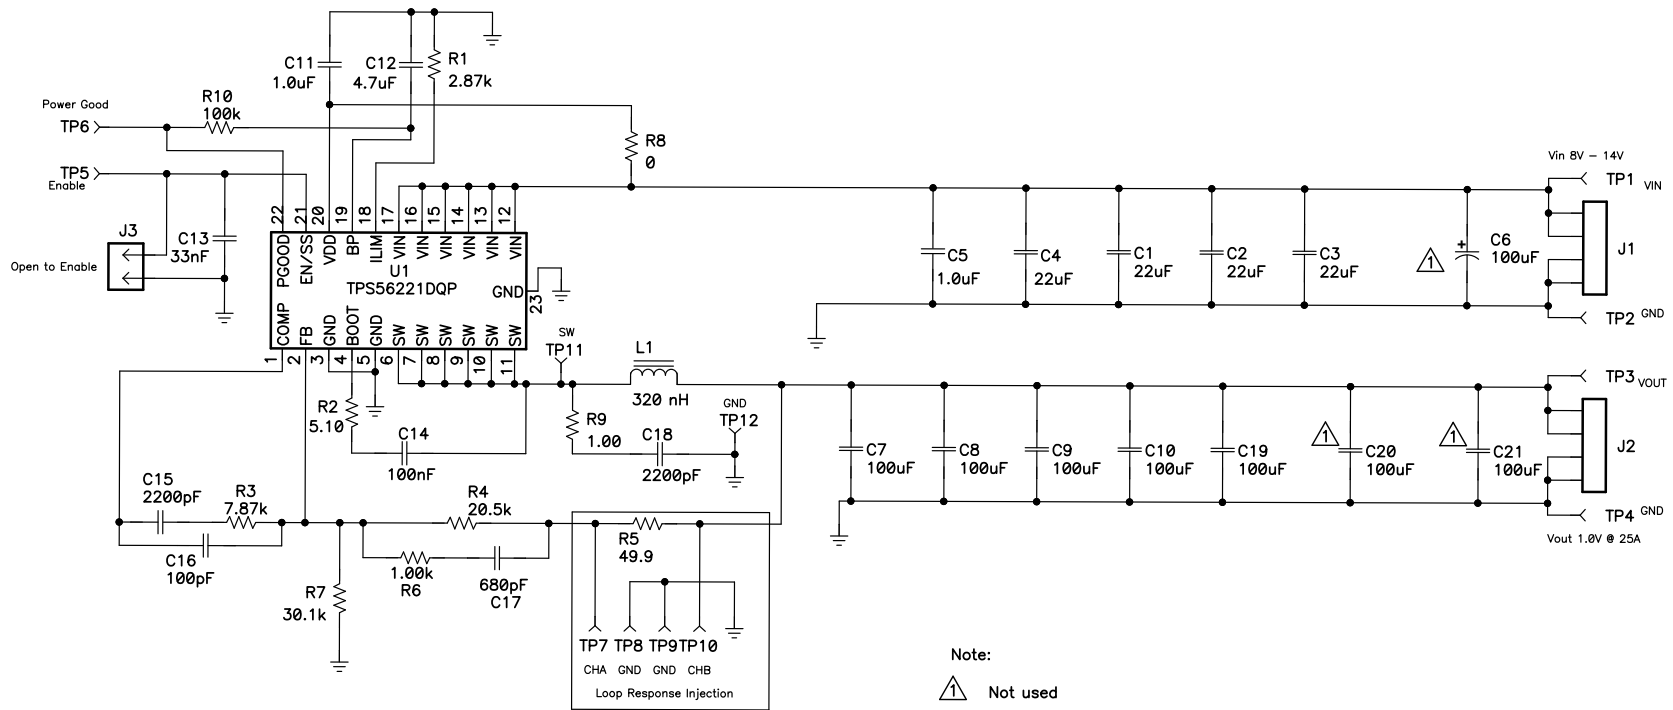 C11
1.0uF
C12
4.7uF
R1
2.87k
Power Good
TP6
R10
100k
TP5
Enable
R8
0
J3
Open to Enable
C13
33nF
22
21
20
19
18
17
16
15
14
13
12
PGOOD
EN/SS
VDD
BP
ILIM
VIN
VIN
VIN
VIN
VIN
VIN
U1
TPS56221DQP
GND
23
COMP
FB
GND
BOOT
GND
SW
SW
SW
SW
SW
SW
1
2
3
4
5
6
7
8
9
10
11
Vin 8V - 14V
TP1
VIN
C5
1.0uF
C4
22uF
C1
22uF
C2
22uF
C3
22uF
1
+
C6
100uF
J1
TP2
GND
SW
TP11
L1
320 nH
TP3
VOUT
R2
5.10
C14
100nF
R9
1.00
C18
2200pF
GND
TP12
C7
100uF
C8
100uF
C9
100uF
C10
100uF
C19
100uF
1
C20
100uF
1
C21
100uF
J2
TP4
GND
Vout 1.0V @ 25A
C15
2200pF
R3
7.87k
C16
100pF
R4
20.5k
1.00k
R6
680pF
C17
R7
30.1k
R5
49.9
TP7
TP8
TP9
TP10
CHA
GND
GND
CHB
Loop Response Injection
Note:
1
Not used